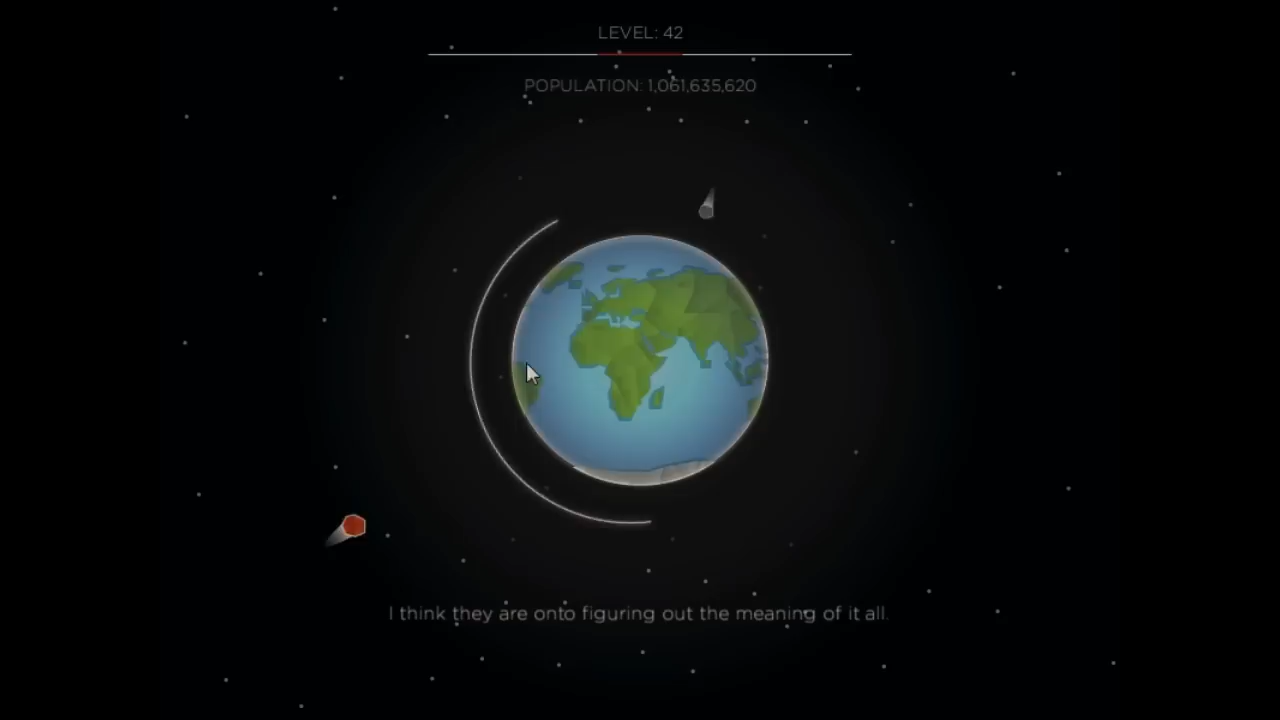 LEVEL: 42
POPULATION: 1,061,635,620
I think they are onto figuring out the meaning of it all.